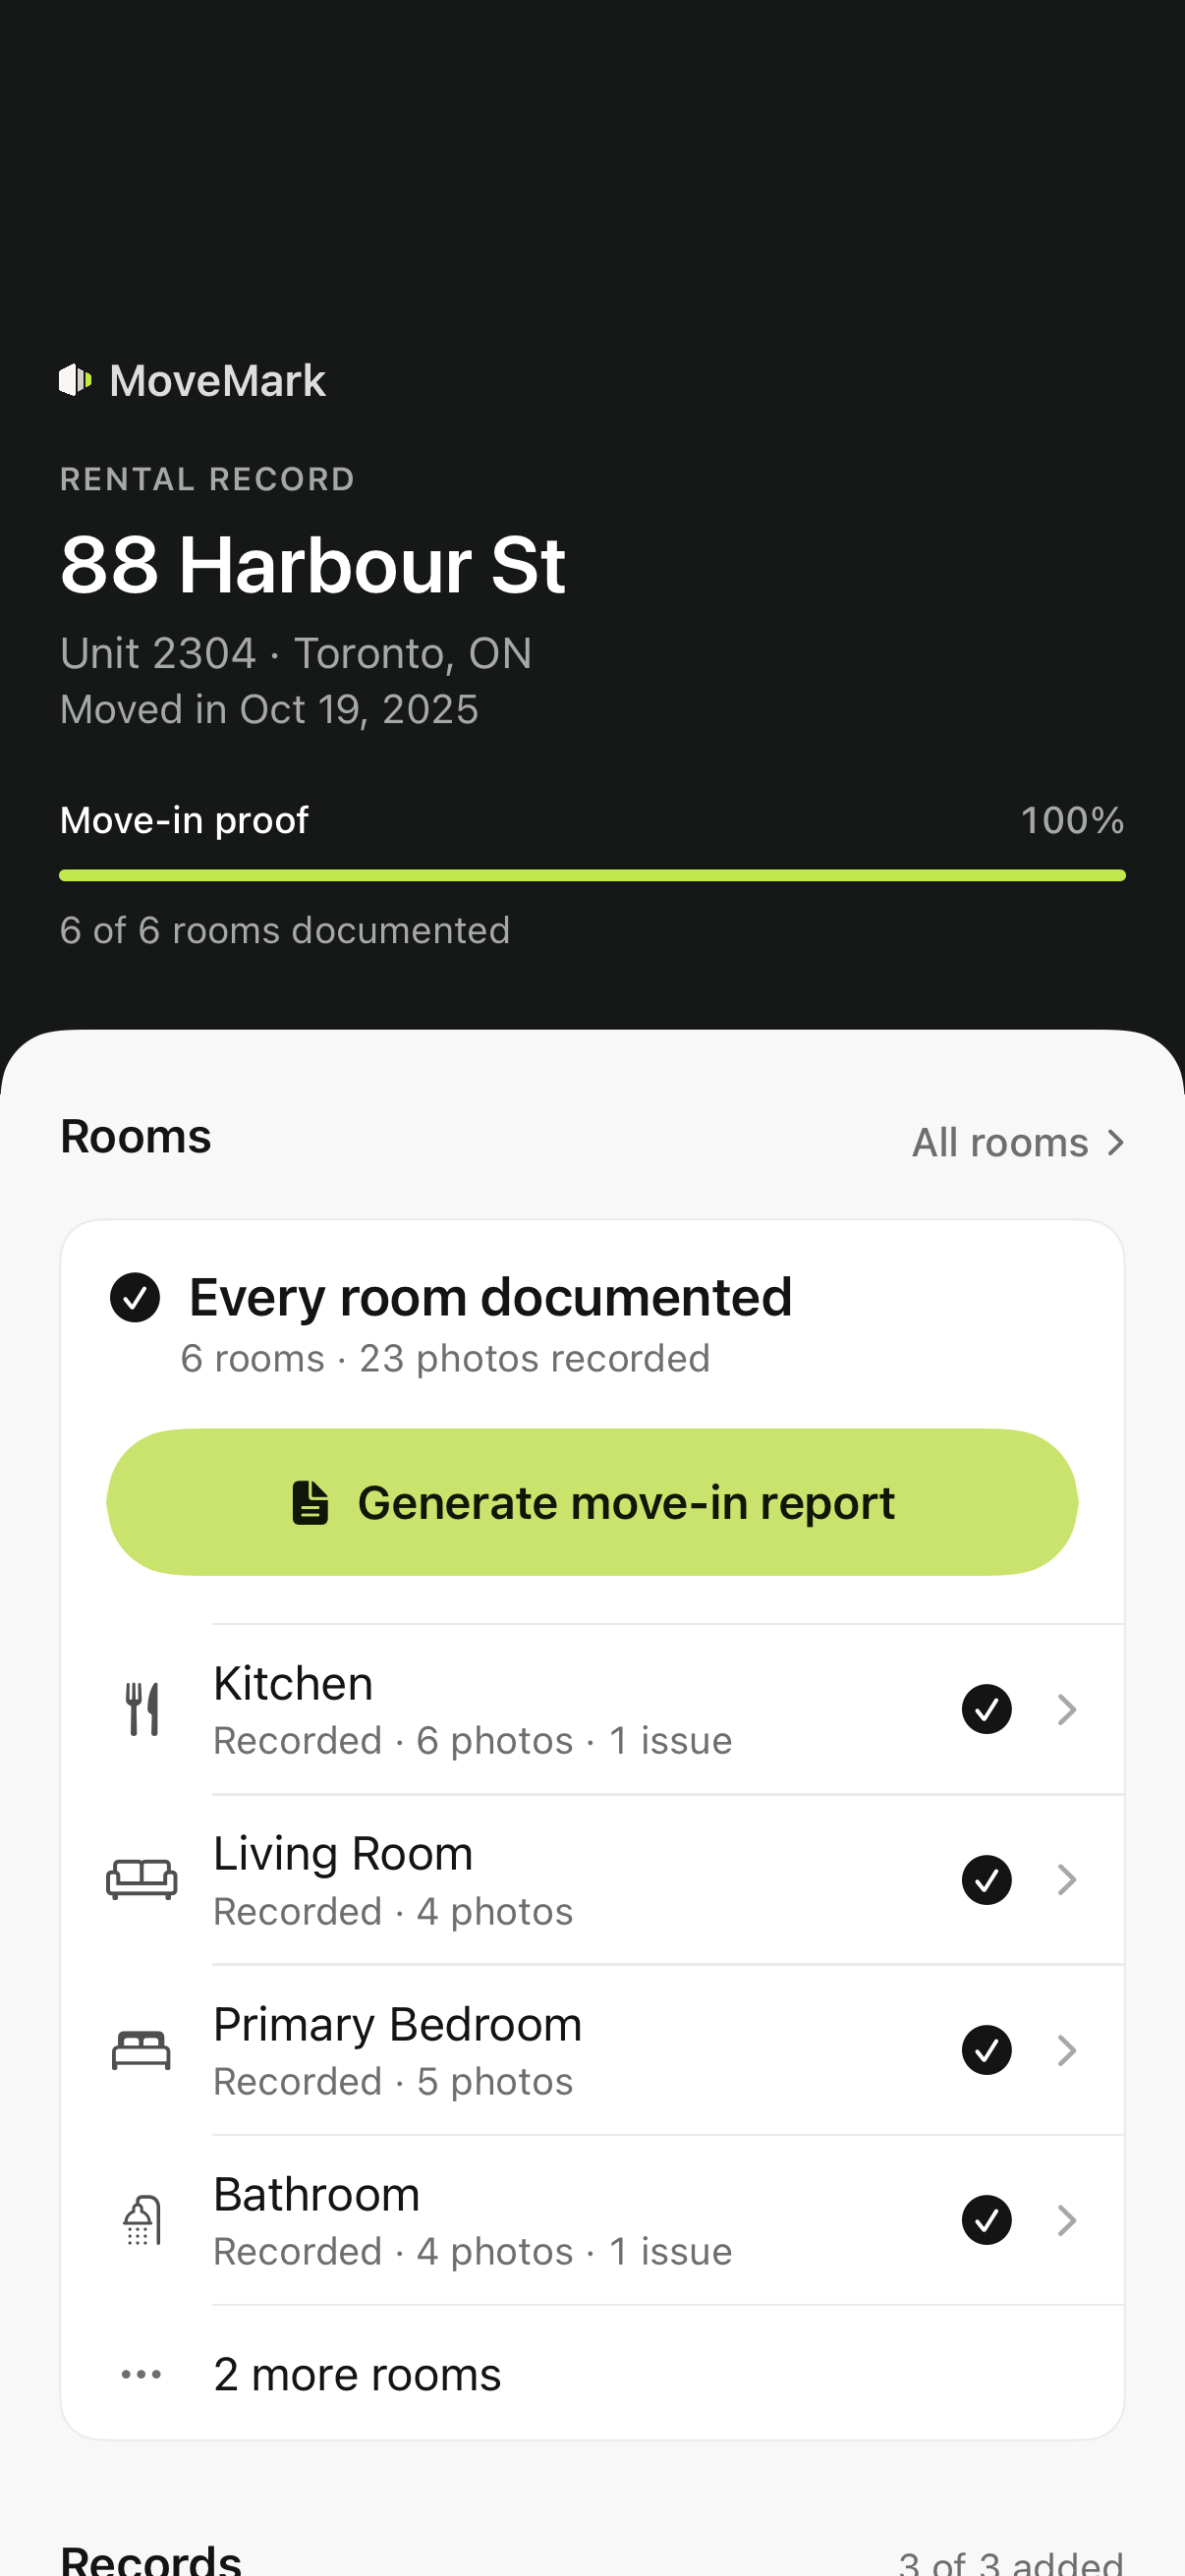 MoveMark
RENTAL RECORD
88 Harbour St
Unit 2304 · Toronto, ON
Moved in Oct 19, 2025
Move-in proof
100%
6 of 6 rooms documented
Rooms
All rooms
Every room documented
6 rooms · 23 photos recorded
Generate move-in report
Kitchen
Recorded · 6 photos · 1 issue
Living Room
Recorded · 4 photos
Primary Bedroom
Recorded · 5 photos
Bathroom
Recorded · 4 photos · 1 issue
2 more rooms
Records
3 of 3 added